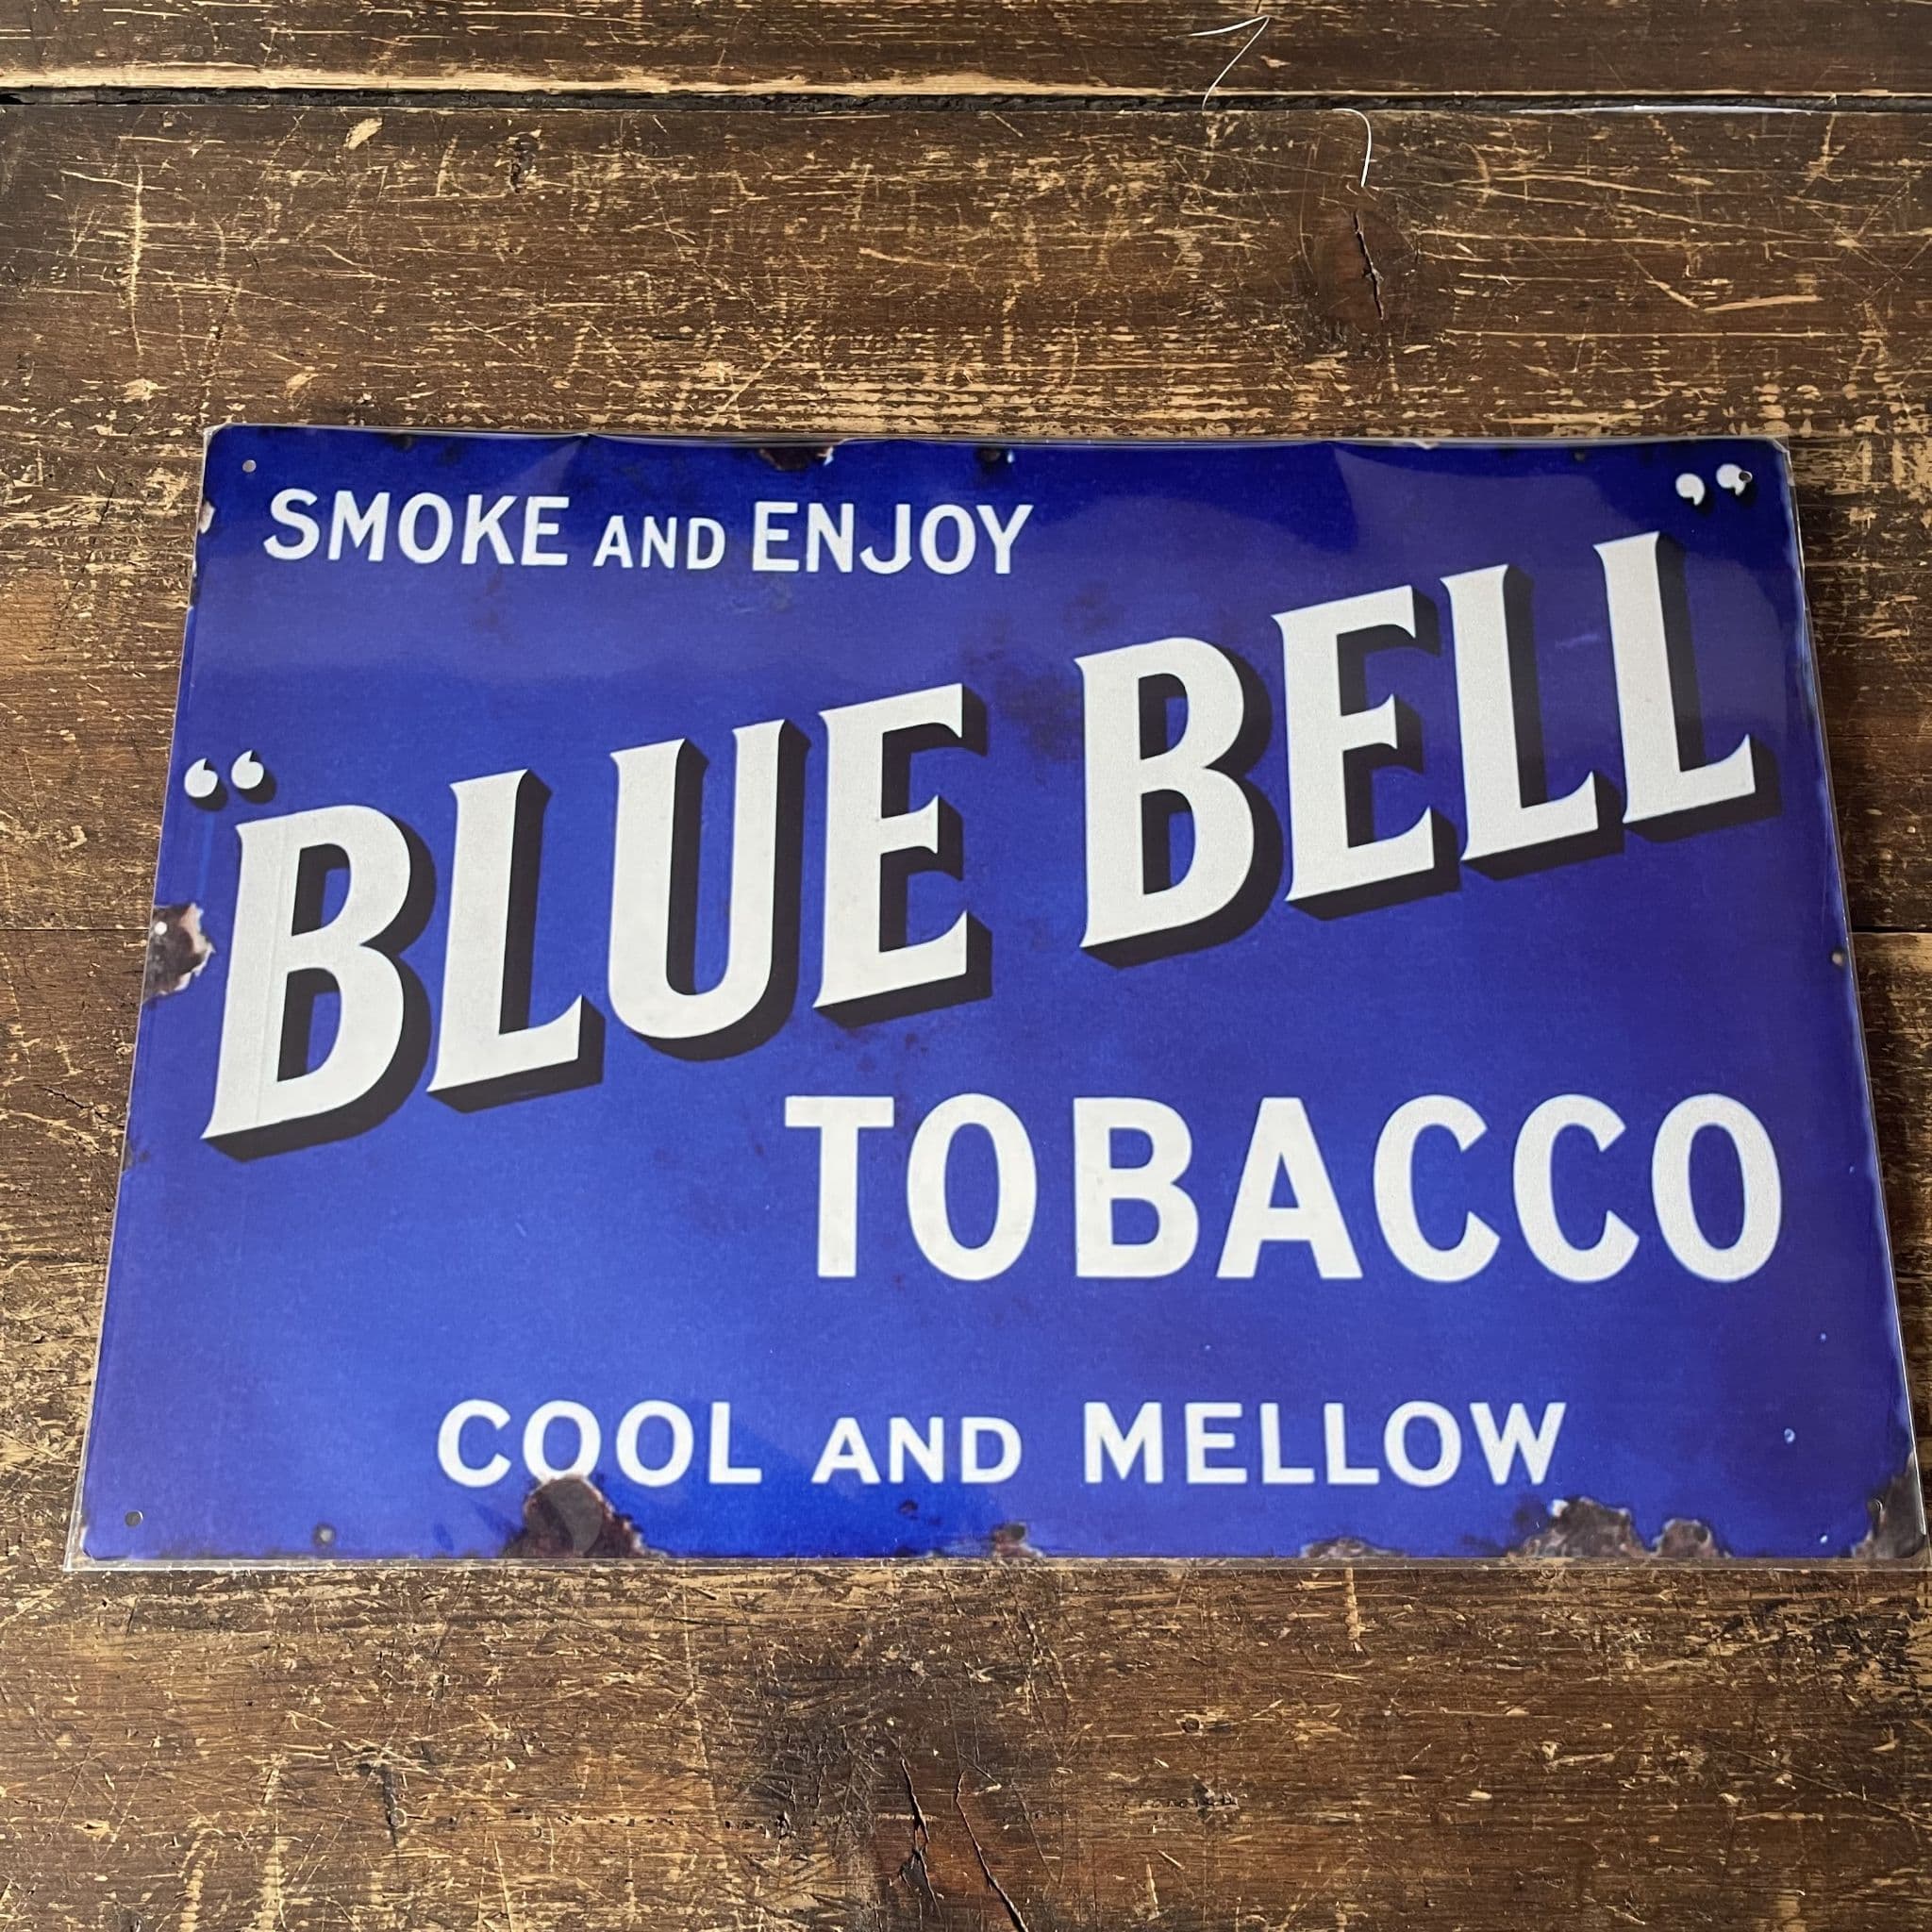 SMOKE AND ENJOY
“BLUE BELL”
TOBACCO
COOL AND MELLOW